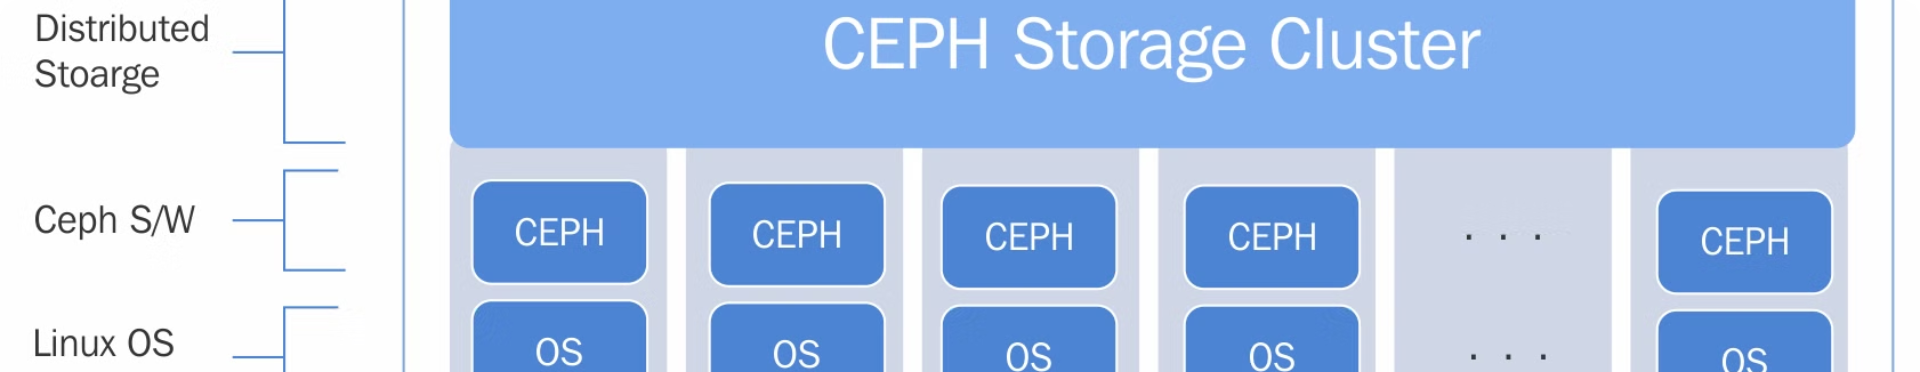 Distributed
Stoarge
CEPH Storage Cluster
Ceph S/W
CEPH CEPH CEPH CEPH . . . CEPH
Linux OS
OS OS OS OS . . . OS